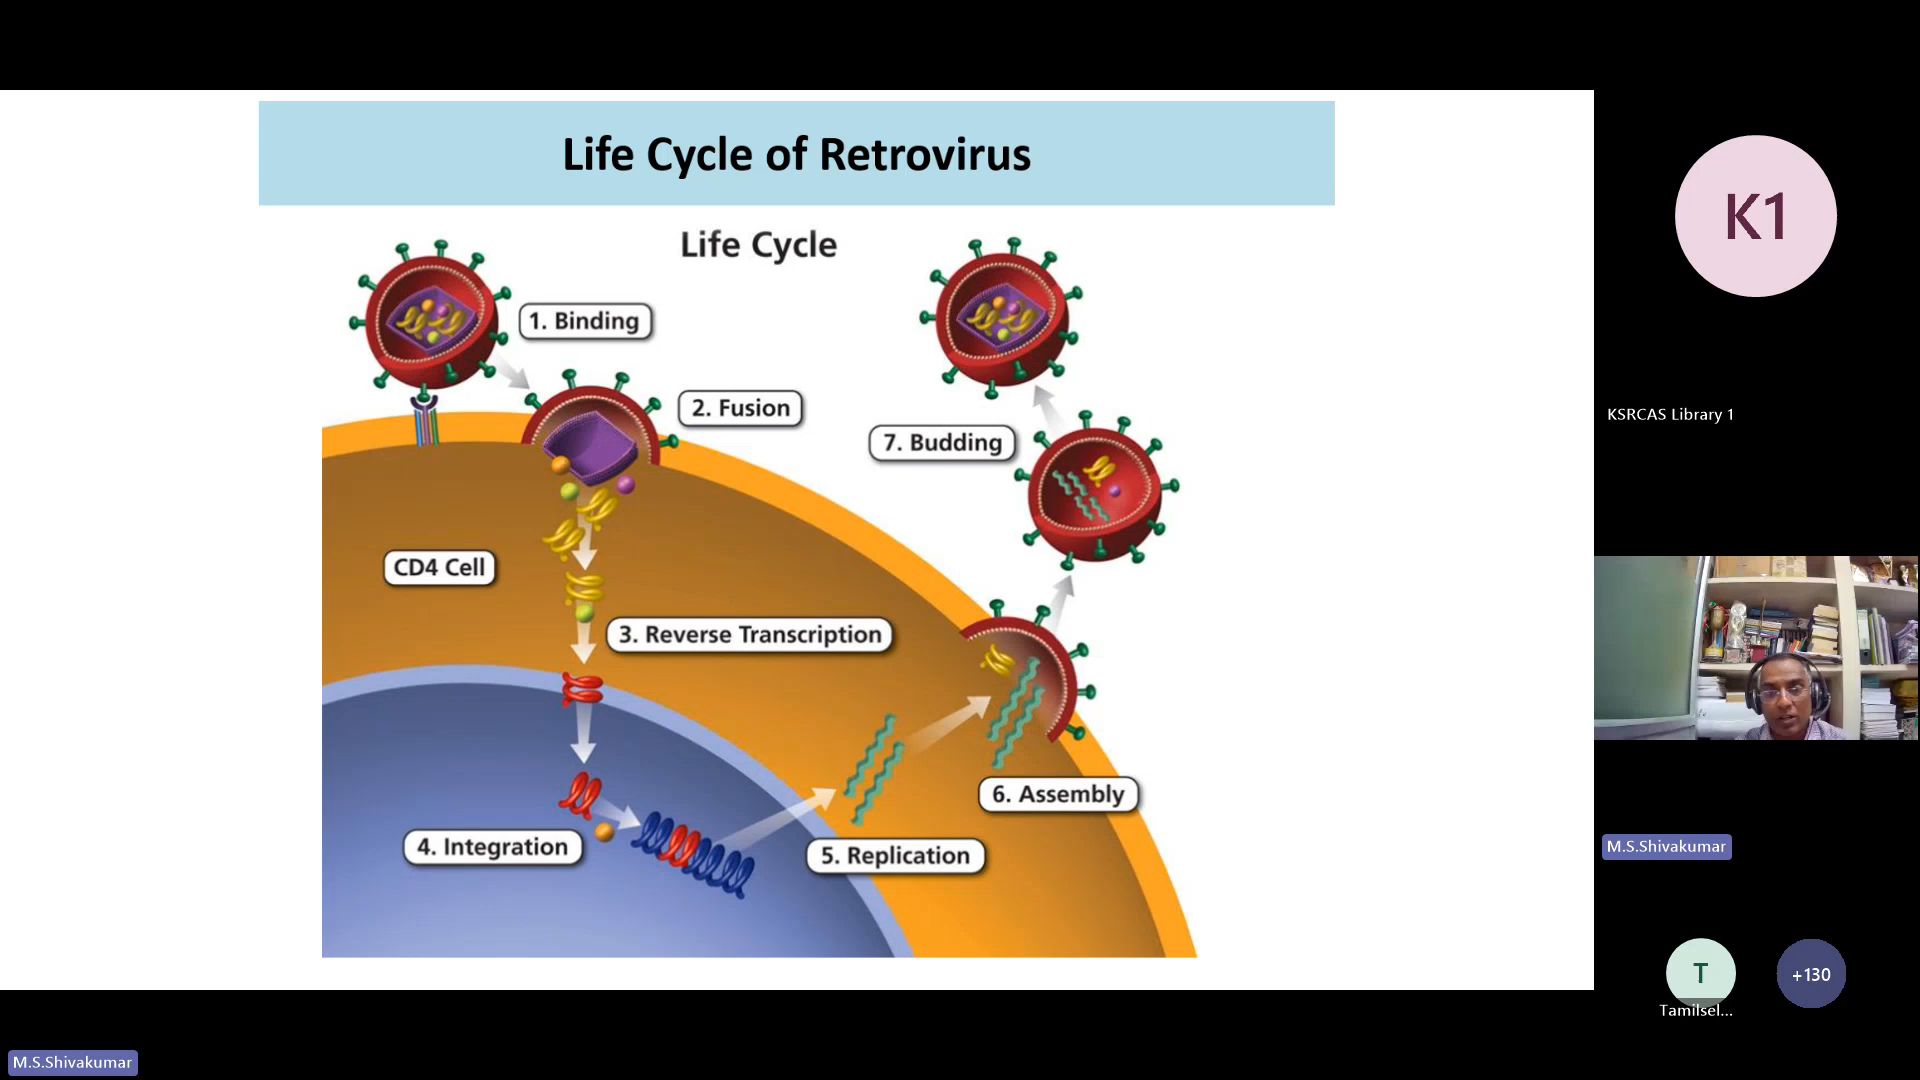 Life Cycle of Retrovirus
Life Cycle
1. Binding
2. Fusion
7. Budding
CD4 Cell
3. Reverse Transcription
6. Assembly
4. Integration
5. Replication
K1
KSRCAS Library 1
M.S.Shivakumar
T
+130
Tamilsel...
M.S.Shivakumar